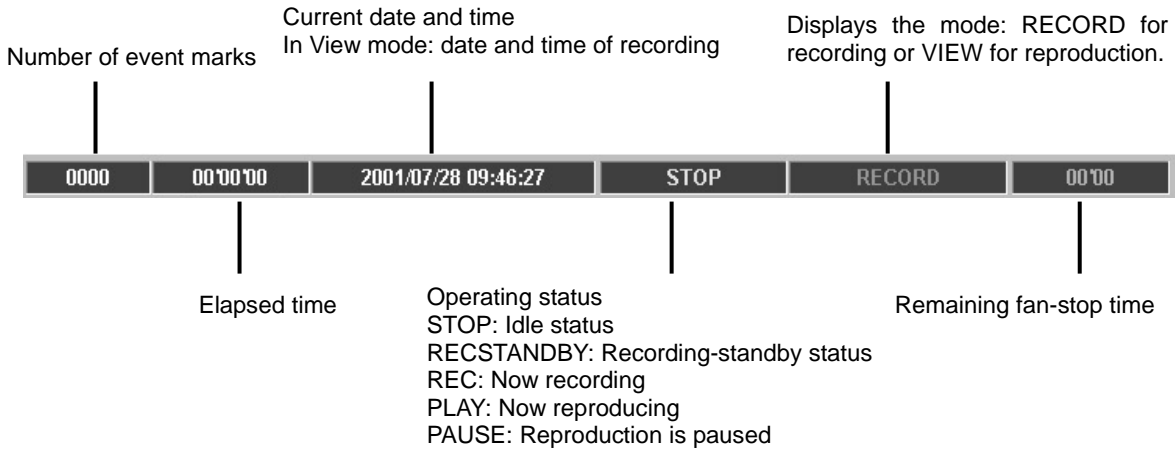 Current date and time
In View mode: date and time of recording
Number of event marks
Displays the mode: RECORD for
recording or VIEW for reproduction.
0000 00'00'00 2001/07/28 09:46:27 STOP RECORD 00'00
Elapsed time
Operating status
STOP: Idle status
RECSTANDBY: Recording-standby status
REC: Now recording
PLAY: Now reproducing
PAUSE: Reproduction is paused
Remaining fan-stop time